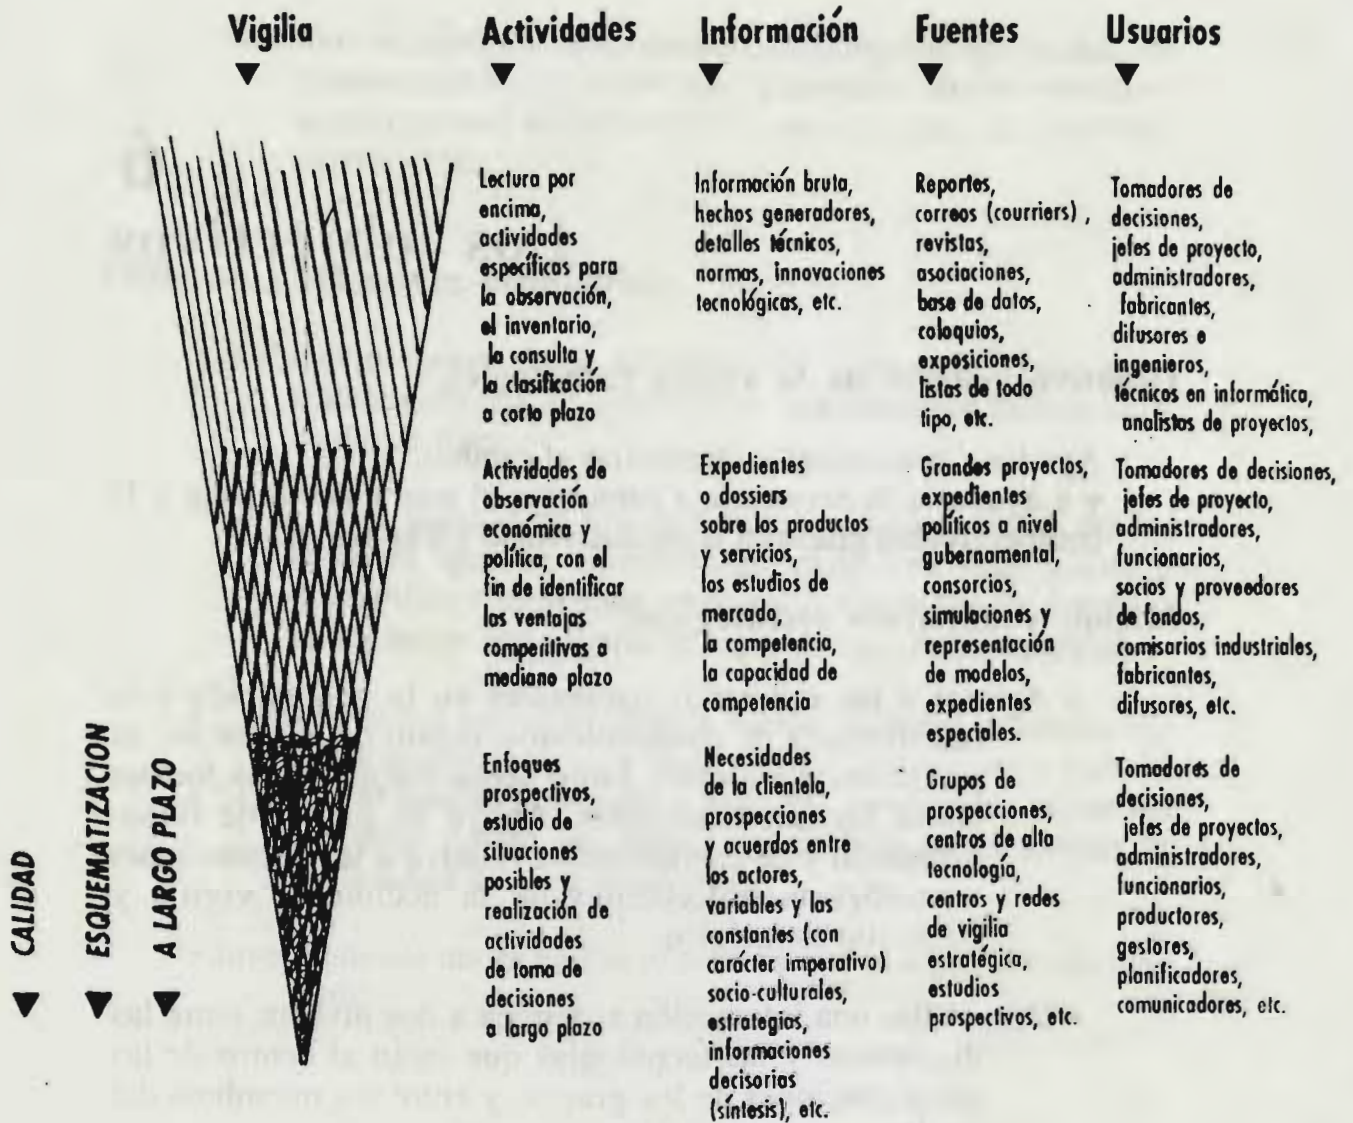 Vigilia
Actividades
Información
Fuentes
Usuarios
Lectura por
encima,
actividades
específicas para
la observación,
el inventario,
la consulta y
la clasificación
a corto plazo
Información bruta,
hechos generadores,
detalles técnicos,
normas, innovaciones
tecnológicas, etc.
Reportes,
correos (courriers) ,
revistas,
asociaciones,
base de datos,
coloquios,
exposiciones,
listas de todo
tipo, etc.
Tomadores de
decisiones,
jefes de proyecto,
administradores,
fabricantes,
difusores e
ingenieros,
técnicos en informática,
analistas de proyectos,
Actividades de
observación
económica y
política, con el
fin de identificar
las ventajas
comperitivas a
mediano plazo
Expedientes
o dossiers
sobre los productos
y servicios,
los estudios de
mercado,
la competencia,
la capacidad de
competencia
Grandes proyectos,
expedientes
políticos a nivel
gubernamental,
consorcios,
simulaciones y
representación
de modelos,
expedientes
especiales.
Tomadores de decisiones,
jefes de proyecto,
administradores,
funcionarios,
socios y proveedores
de fondos,
comisarios industriales,
fabricantes,
difusores, etc.
Enfoques
prospectivos,
estudio de
situaciones
posibles y
realización de
actividades
de toma de
decisiones
a largo plazo
Necesidades
de la clientela,
prospecciones
y acuerdos entre
los actores,
variables y las
constantes (con
carácter imperativo)
socio-culturales,
estrategias,
informaciones
decisorias
(síntesis), etc.
Grupos de
prospecciones,
centros de alta
tecnología,
centros y redes
de vigilia
estratégica,
estudios
prospectivos, etc.
Tomadores de
decisiones,
jefes de proyectos,
administradores,
funcionarios,
productores,
gestores,
planificadores,
comunicadores, etc.
CALIDAD
ESQUEMATIZACION
A LARGO PLAZO